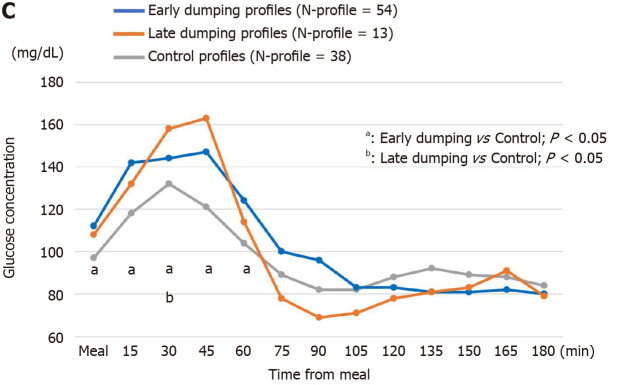 C
Early dumping profiles (N-profile = 54)
Late dumping profiles (N-profile = 13)
Control profiles (N-profile = 38)
(mg/dL)
180
160
140
120
100
80
60
Glucose concentration
a: Early dumping vs Control; P < 0.05
b: Late dumping vs Control; P < 0.05
a a a a a
b
Meal 15 30 45 60 75 90 105 120 135 150 165 180 (min)
Time from meal